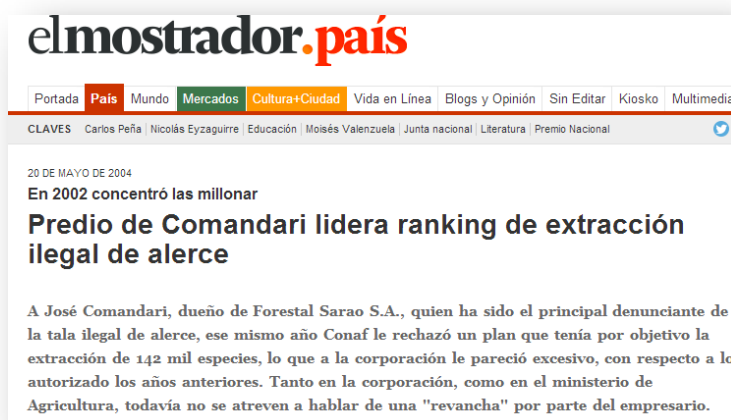 elmostrador.país
Portada País Mundo Mercados Cultura+Ciudad Vida en Línea Blogs y Opinión Sin Editar Kiosko Multimedia
CLAVES Carlos Peña | Nicolás Eyzaguirre | Educación | Moisés Valenzuela | Junta nacional | Literatura | Premio Nacional
20 DE MAYO DE 2004
En 2002 concentró las millonar
Predio de Comandari lidera ranking de extracción
ilegal de alerce
A José Comandari, dueño de Forestal Sarao S.A., quien ha sido el principal denunciante de
la tala ilegal de alerce, ese mismo año Conaf le rechazó un plan que tenía por objetivo la
extracción de 142 mil especies, lo que a la corporación le pareció excesivo, con respecto a lo
autorizado los años anteriores. Tanto en la corporación, como en el ministerio de
Agricultura, todavía no se atreven a hablar de una "revancha" por parte del empresario.